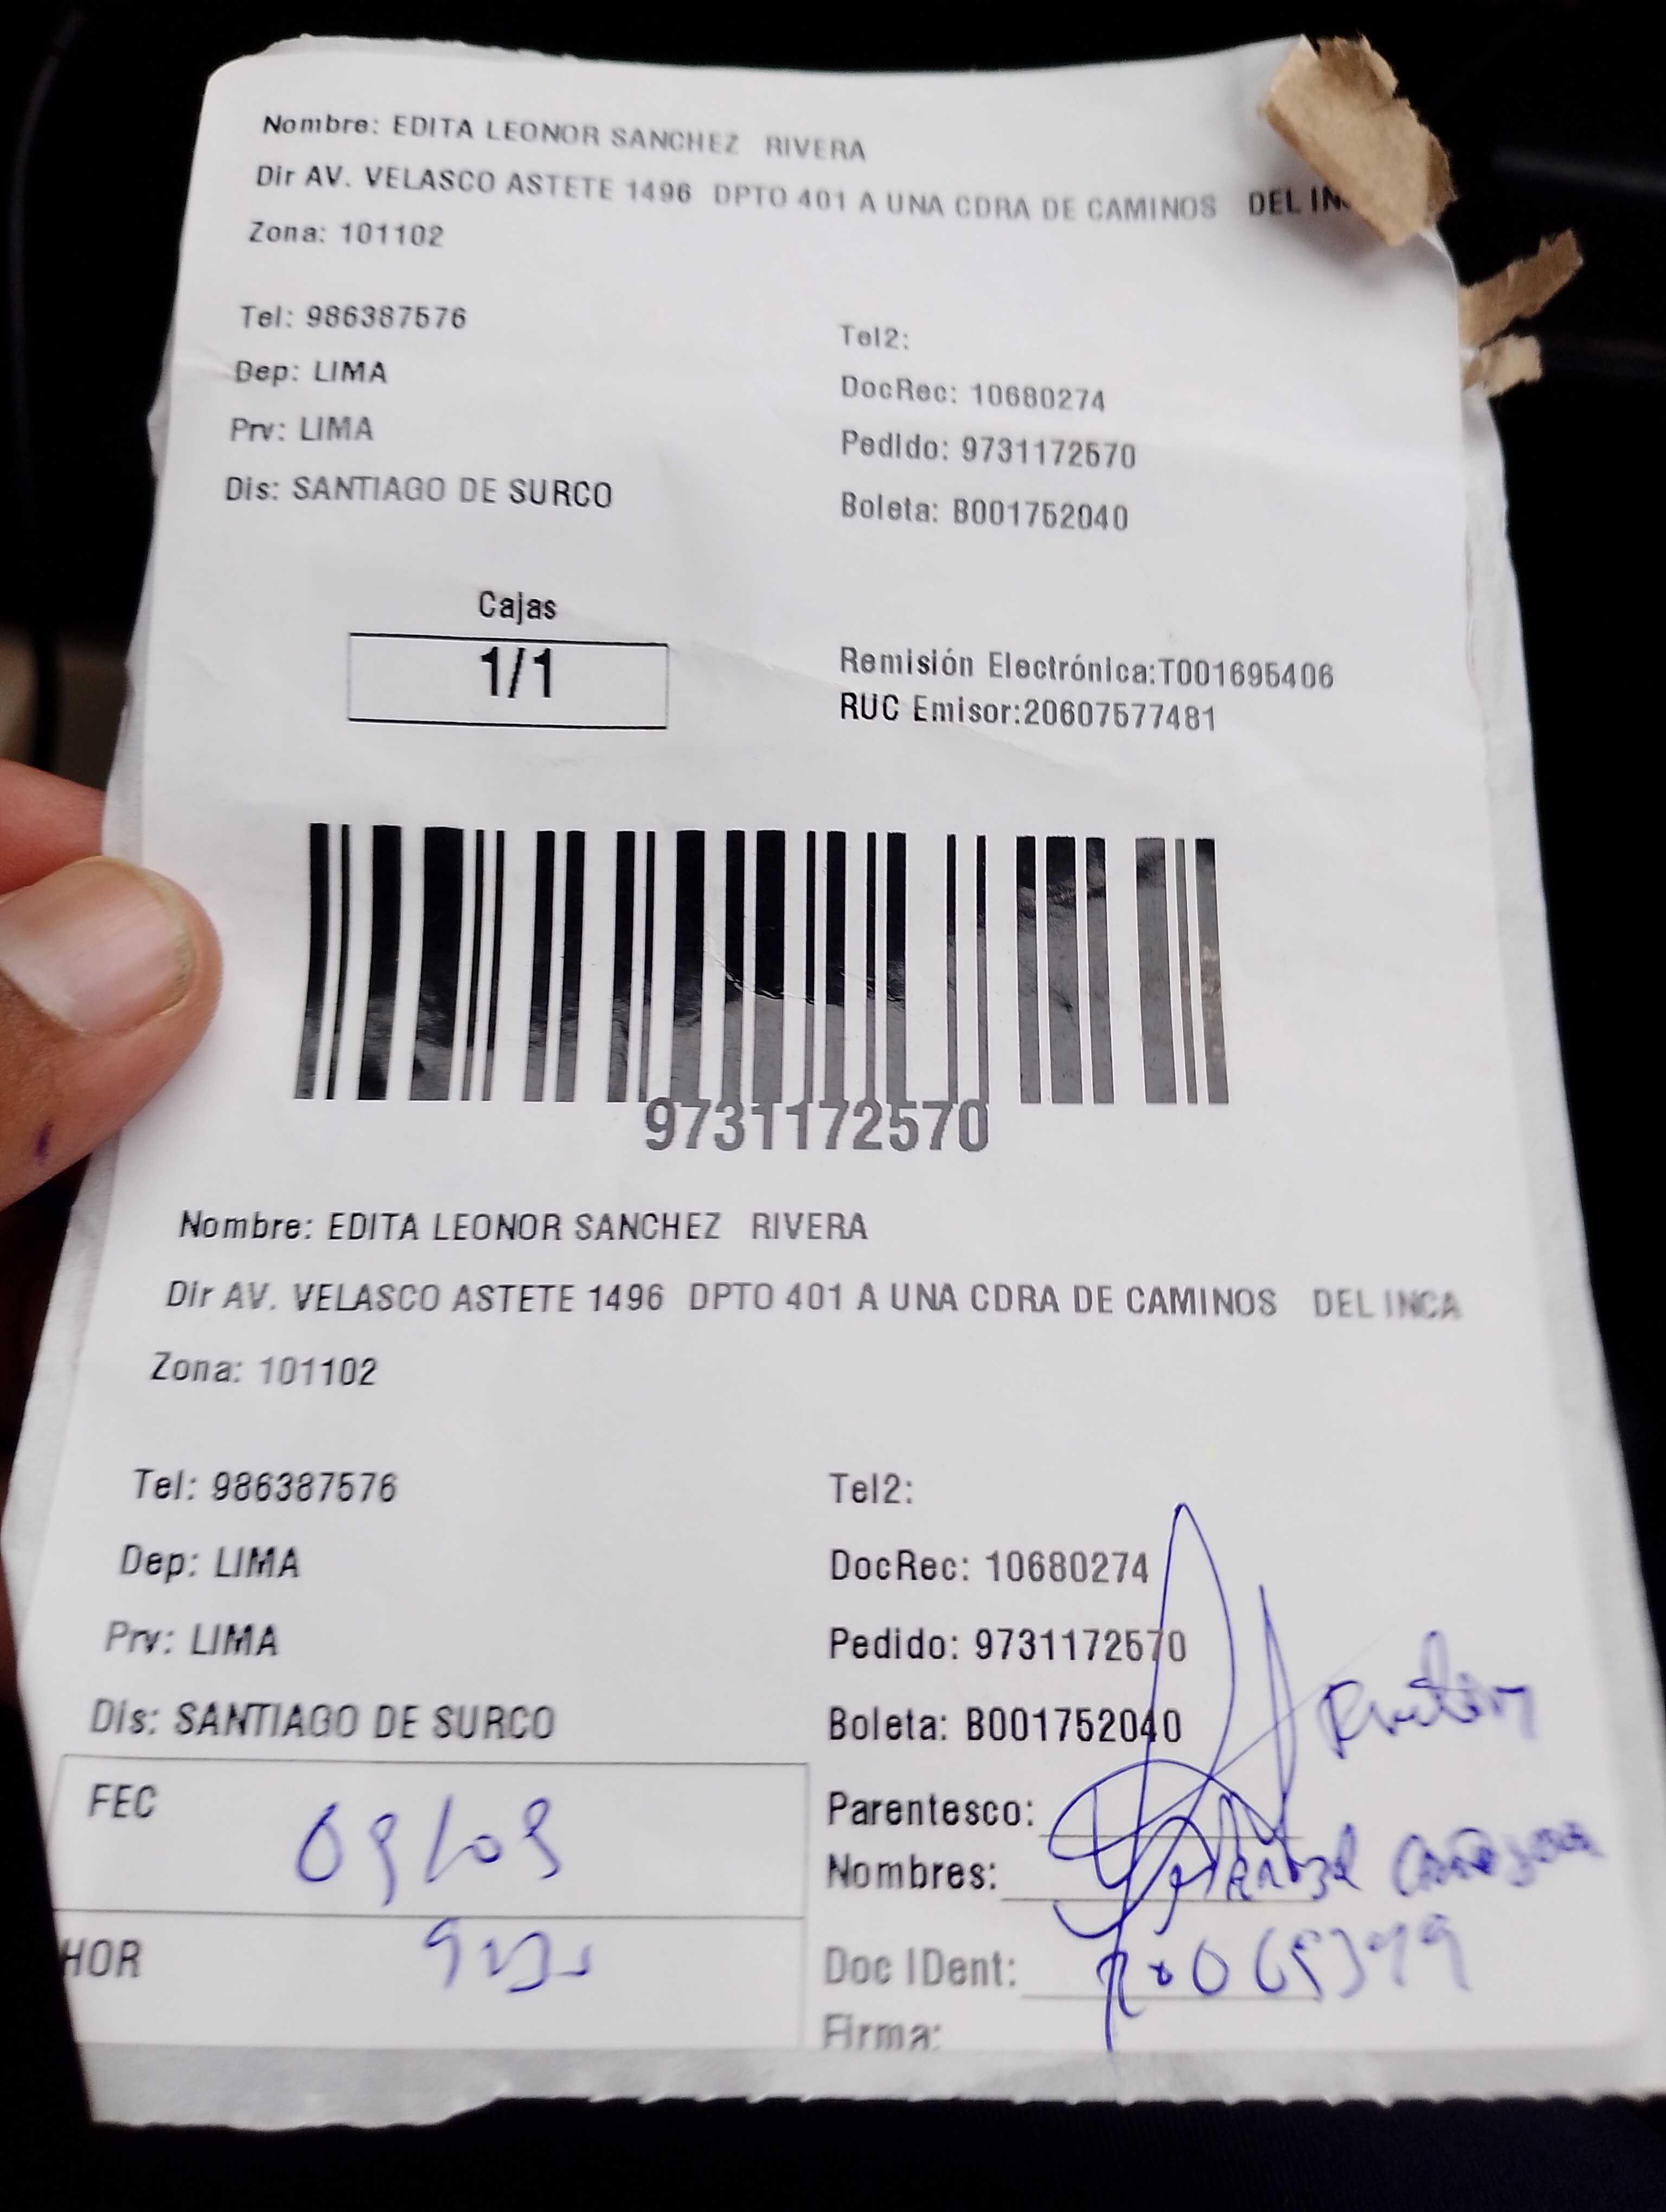 Nombre: EDITA LEONOR SANCHEZ RIVERA
Dir AV. VELASCO ASTETE 1496 DPTO 401 A UNA CDRA DE CAMINOS DEL IN
Zona: 101102
Tel: 986387576
Tel2:
Dep: LIMA
DocRec: 10680274
Prv: LIMA
Pedido: 9731172570
Dis: SANTIAGO DE SURCO
Boleta: B001752040
Cajas
1/1
Remisión Electrónica:T001695406
RUC Emisor:20607577481
9731172570
Nombre: EDITA LEONOR SANCHEZ RIVERA
Dir AV. VELASCO ASTETE 1496 DPTO 401 A UNA CDRA DE CAMINOS DEL INCA
Zona: 101102
Tel: 986387576
Tel2:
Dep: LIMA
DocRec: 10680274
Prv: LIMA
Pedido: 9731172570
Dis: SANTIAGO DE SURCO
Boleta: B001752040
FEC 09/09
Parentesco:
Nombres:
HOR
Doc IDent:
Firma: